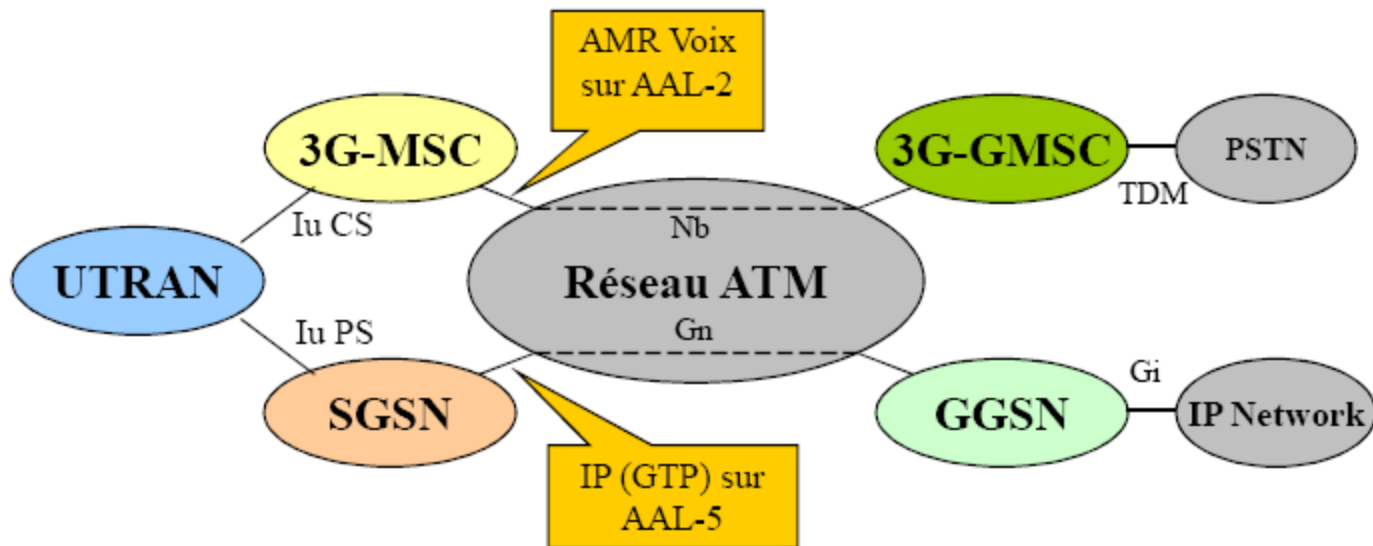 AMR Voix
sur AAL-2
3G-MSC
3G-GMSC
PSTN
TDM
Iu CS
Nb
UTRAN
Réseau ATM
Iu PS
Gn
Gi
SGSN
GGSN
IP Network
IP (GTP) sur
AAL-5